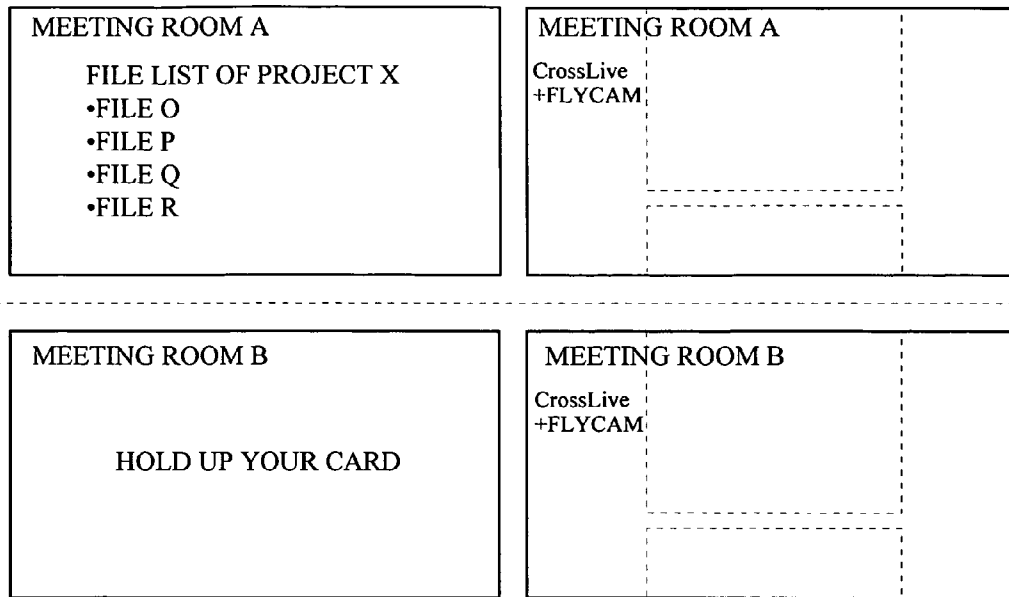 MEETING ROOM A
FILE LIST OF PROJECT X
•FILE O
•FILE P
•FILE Q
•FILE R
MEETING ROOM A
CrossLive
+FLYCAM
MEETING ROOM B
HOLD UP YOUR CARD
MEETING ROOM B
CrossLive
+FLYCAM